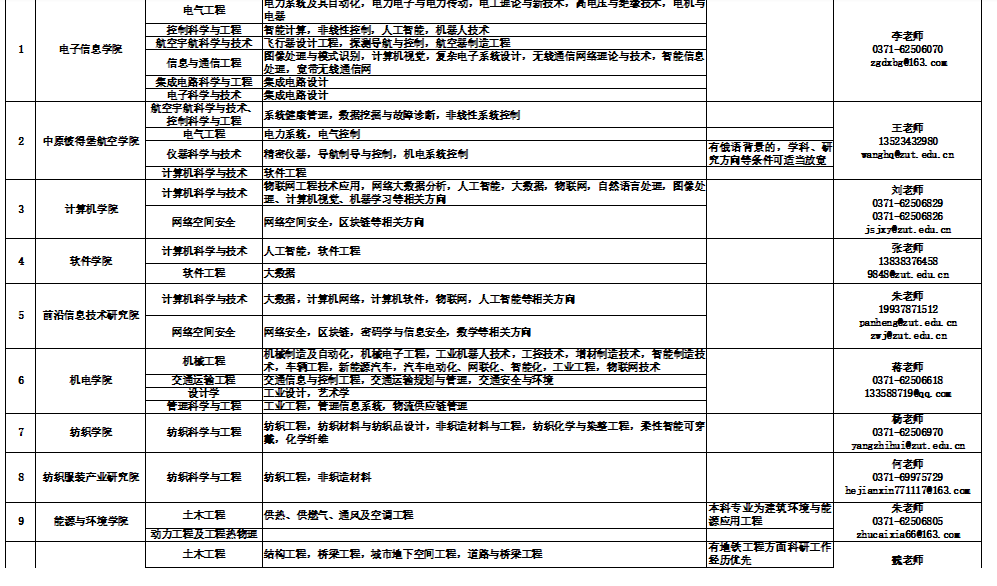 电气工程
电力系统及其自动化，电力电子与电力传动，电工理论与新技术，高电压与绝缘技术，电机与
电器
控制科学与工程
智能计算，非线性控制，人工智能，机器人技术
1
电子信息学院
航空宇航科学与技术
飞行器设计工程，探测导航与控制，航空器制造工程
信息与通信工程
图像处理与模式识别，计算机视觉，复杂电子系统设计，无线通信网络理论与技术，智能信息
处理，宽带无线通信网
集成电路科学与工程
集成电路设计
电子科学与技术
集成电路设计
李老师
0371-62506070
zgdxbg@163.com
2
中原彼得堡航空学院
航空宇航科学与技术、
控制科学与工程
系统健康管理，数据挖掘与故障诊断，非线性系统控制
电气工程
电力系统，电气控制
仪器科学与技术
精密仪器，导航制导与控制，机电系统控制
有俄语背景的，学科、研
究方向等条件可适当放宽
计算机科学与技术
软件工程
王老师
13523432980
wanghq@zut.edu.cn
3
计算机学院
计算机科学与技术
物联网工程技术应用，网络大数据分析，人工智能，大数据，物联网，自然语言处理，图像处
理、计算机视觉、机器学习等相关方向
网络空间安全
网络空间安全，区块链等相关方向
刘老师
0371-62506829
0371-62506826
jsjxy@zut.edu.cn
4
软件学院
计算机科学与技术
人工智能，软件工程
软件工程
大数据
张老师
13838376458
9848@zut.edu.cn
5
前沿信息技术研究院
计算机科学与技术
大数据，计算机网络，计算机软件，物联网，人工智能等相关方向
网络空间安全
网络安全，区块链，密码学与信息安全，数学等相关方向
朱老师
19937871512
panheng@zut.edu.cn
zwj@zut.edu.cn
6
机电学院
机械工程
机械制造及自动化，机械电子工程，工业机器人技术，工控技术，增材制造技术，智能制造技
术，车辆工程，新能源汽车，汽车电动化、网联化、智能化，工业工程，物联网技术
交通运输工程
交通信息与控制工程，交通运输规划与管理，交通安全与环境
设计学
工业设计，艺术学
管理科学与工程
工业工程，管理信息系统，物流供应链管理
蒋老师
0371-62506618
133588719@qq.com
7
纺织学院
纺织科学与工程
纺织工程，纺织材料与纺织品设计，非织造材料与工程，纺织化学与染整工程，柔性智能可穿
戴，化学纤维
杨老师
0371-62506970
yangzhihui@zut.edu.cn
8
纺织服装产业研究院
纺织科学与工程
纺织工程，非织造材料
何老师
0371-69975729
hejianxin771117@163.com
9
能源与环境学院
土木工程
供热、供燃气、通风及空调工程
本科专业为建筑环境与能
源应用工程
动力工程及工程热物理
朱老师
0371-62506805
zhucaixia66@163.com
土木工程
结构工程，桥梁工程，城市地下空间工程，道路与桥梁工程
有地铁工程方面科研工作
经历优先
魏老师